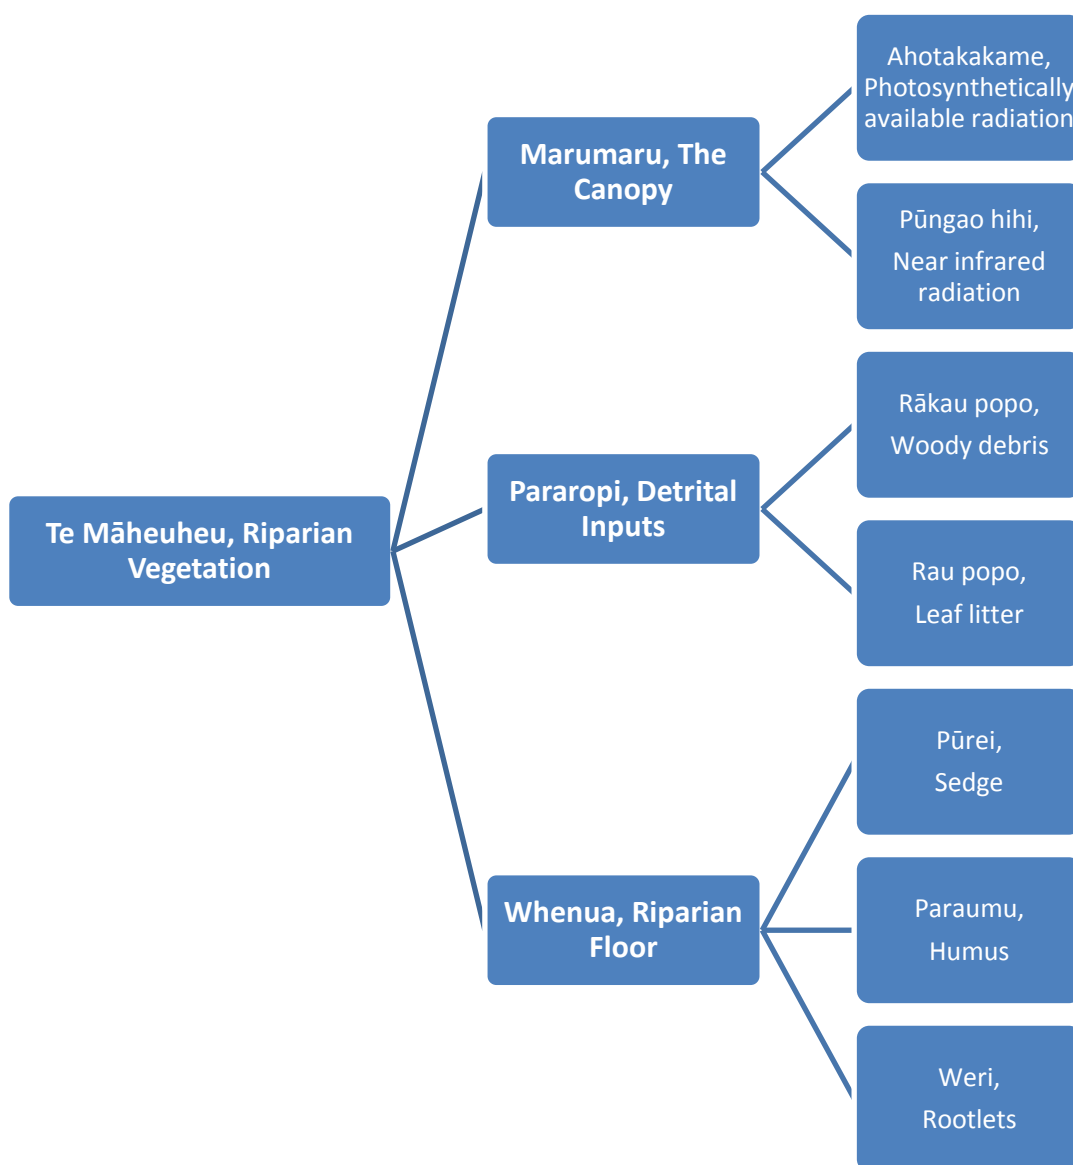 Te Māheuheu, Riparian
Vegetation
Marumaru, The
Canopy
Ahotakakame,
Photosynthetically
available radiation
Pūngao hihi,
Near infrared
radiation
Pararopi, Detrital
Inputs
Rākau popo,
Woody debris
Rau popo,
Leaf litter
Whenua, Riparian
Floor
Pūrei,
Sedge
Paraumu,
Humus
Weri,
Rootlets